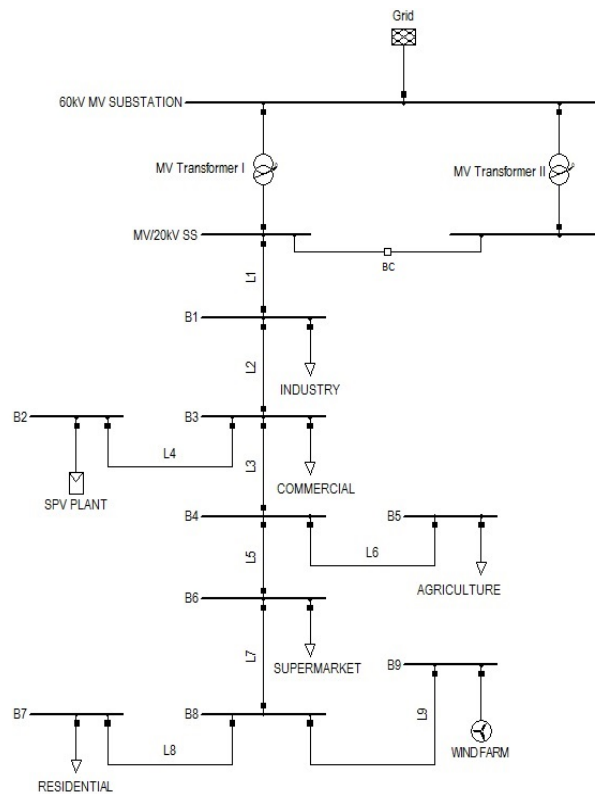 Grid
60kV MV SUBSTATION
MV Transformer I
MV Transformer II
MV/20kV SS
BC
L1
B1
L2
INDUSTRY
B2
B3
L4
L3
SPV PLANT
COMMERCIAL
B4
B5
L5
L6
AGRICULTURE
B6
L7
SUPERMARKET
B9
B7
B8
L9
L8
WINDFARM
RESIDENTIAL